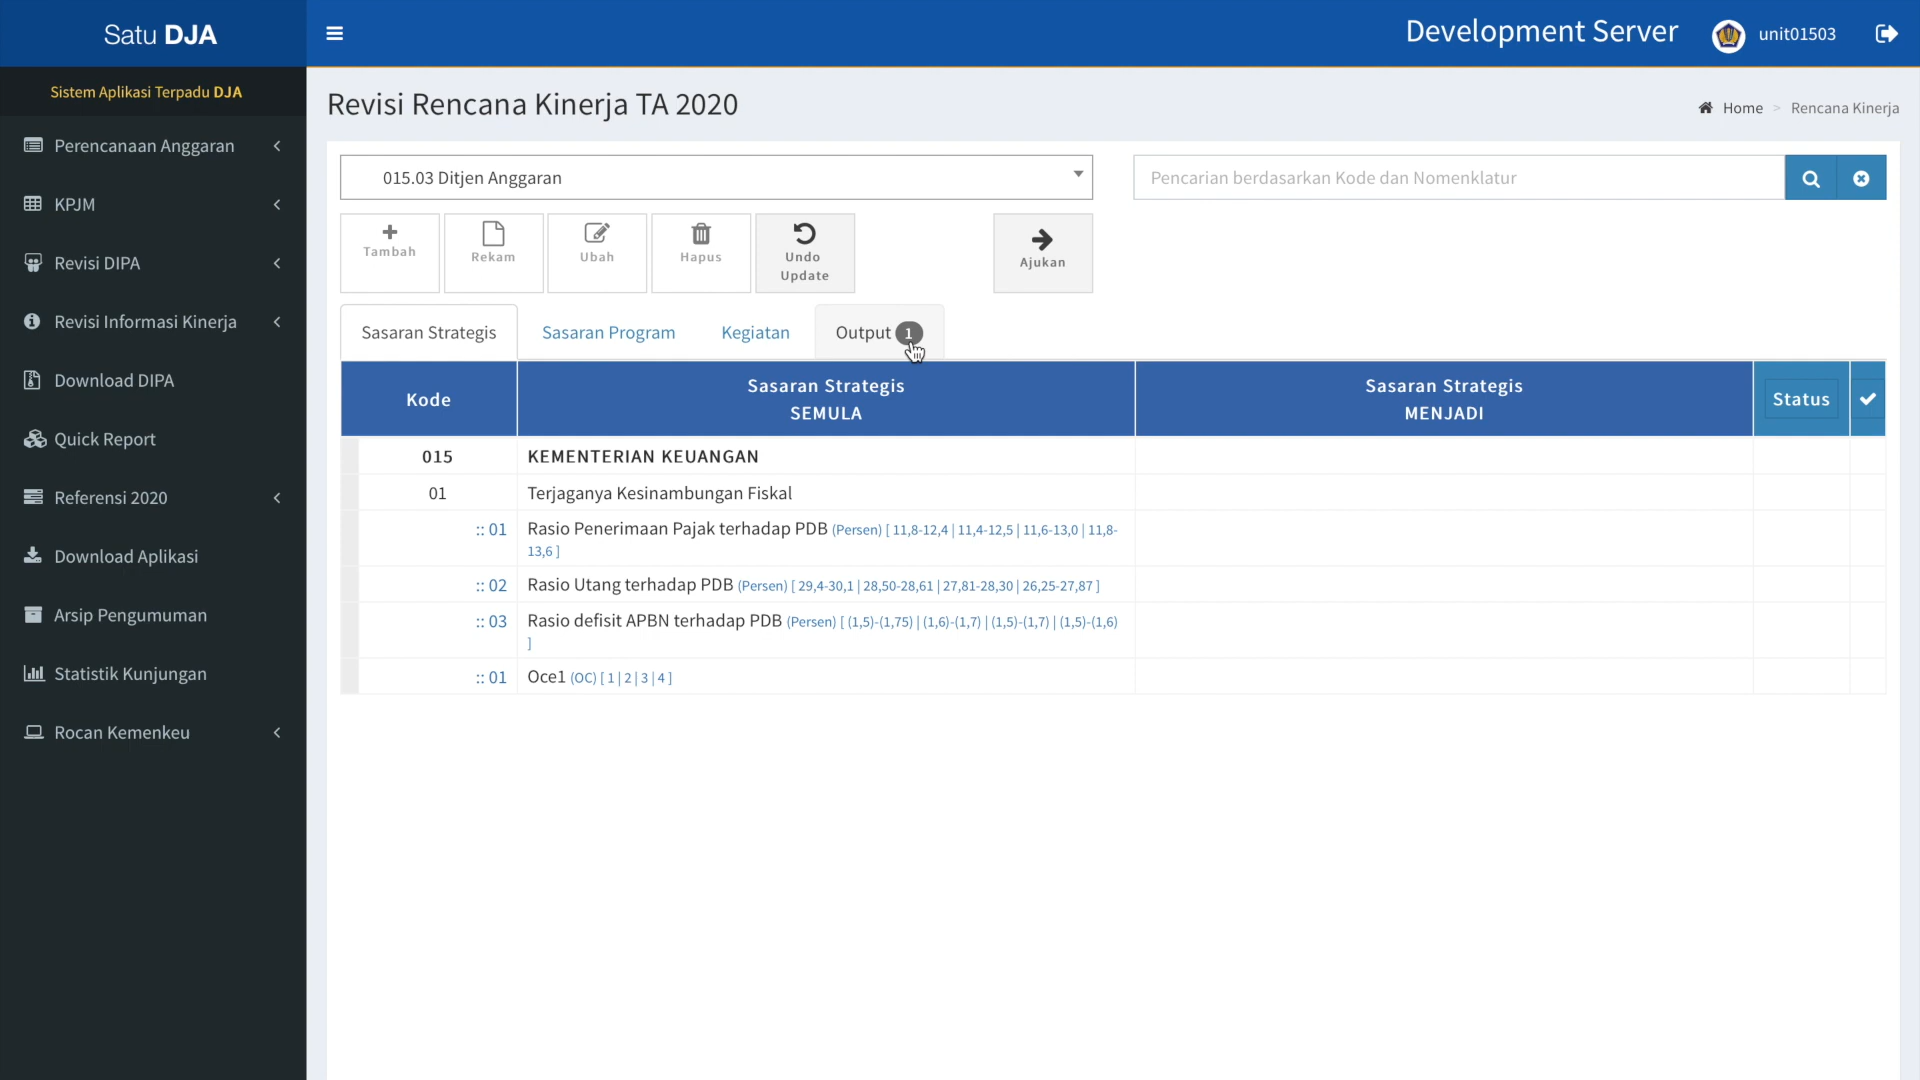 Satu DJA
Development Server
unit01503
Sistem Aplikasi Terpadu DJA
Perencanaan Anggaran
KPJM
Revisi DIPA
Revisi Informasi Kinerja
Download DIPA
Quick Report
Referensi 2020
Download Aplikasi
Arsip Pengumuman
Statistik Kunjungan
Rocan Kemenkeu
Revisi Rencana Kinerja TA 2020
Home > Rencana Kinerja
015.03 Ditjen Anggaran
Pencarian berdasarkan Kode dan Nomenklatur
Tambah
Rekam
Ubah
Hapus
Undo
Update
Ajukan
Sasaran Strategis
Sasaran Program
Kegiatan
Output 1
Kode
Sasaran Strategis
SEMULA
Sasaran Strategis
MENJADI
Status
015 KEMENTERIAN KEUANGAN
01 Terjaganya Kesinambungan Fiskal
:: 01 Rasio Penerimaan Pajak terhadap PDB (Persen) [ 11,8-12,4 | 11,4-12,5 | 11,6-13,0 | 11,8-
13,6 ]
:: 02 Rasio Utang terhadap PDB (Persen) [ 29,4-30,1 | 28,50-28,61 | 27,81-28,30 | 26,25-27,87 ]
:: 03 Rasio defisit APBN terhadap PDB (Persen) [ (1,5)-(1,75) | (1,6)-(1,7) | (1,5)-(1,7) | (1,5)-(1,6)
]
:: 01 Oce1 (OC) [ 1 | 2 | 3 | 4 ]